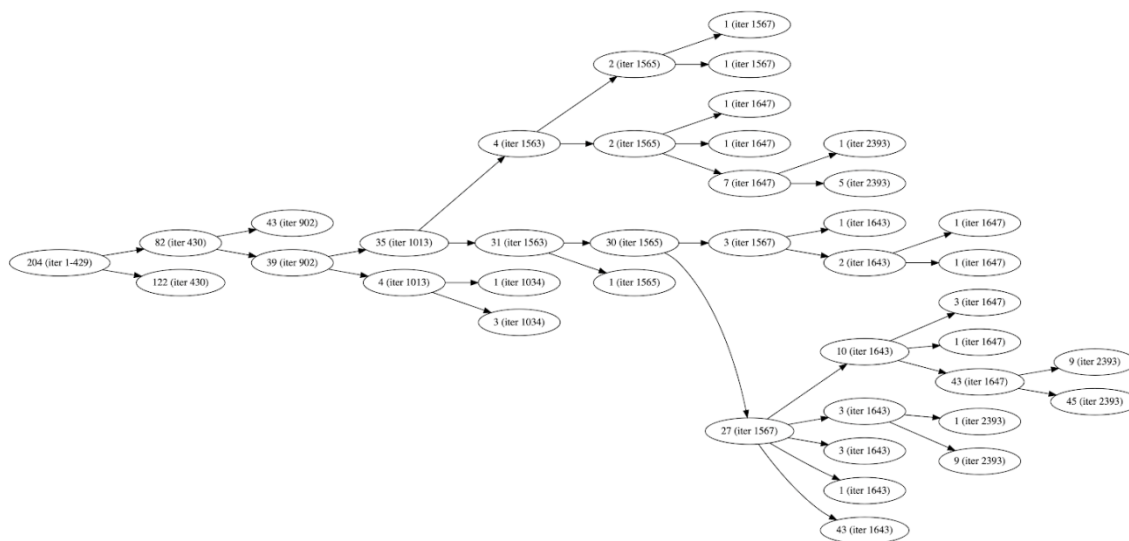 1 (iter 1567)
2 (iter 1565)
1 (iter 1567)
1 (iter 1647)
4 (iter 1563)
2 (iter 1565)
1 (iter 1647)
1 (iter 2393)
7 (iter 1647)
5 (iter 2393)
43 (iter 902)
1 (iter 1643)
1 (iter 1647)
82 (iter 430)
35 (iter 1013)
31 (iter 1563)
30 (iter 1565)
3 (iter 1567)
204 (iter 1-429)
39 (iter 902)
2 (iter 1643)
1 (iter 1647)
122 (iter 430)
4 (iter 1013)
1 (iter 1034)
1 (iter 1565)
3 (iter 1034)
3 (iter 1647)
10 (iter 1643)
1 (iter 1647)
9 (iter 2393)
43 (iter 1647)
45 (iter 2393)
3 (iter 1643)
1 (iter 2393)
27 (iter 1567)
3 (iter 1643)
9 (iter 2393)
1 (iter 1643)
43 (iter 1643)